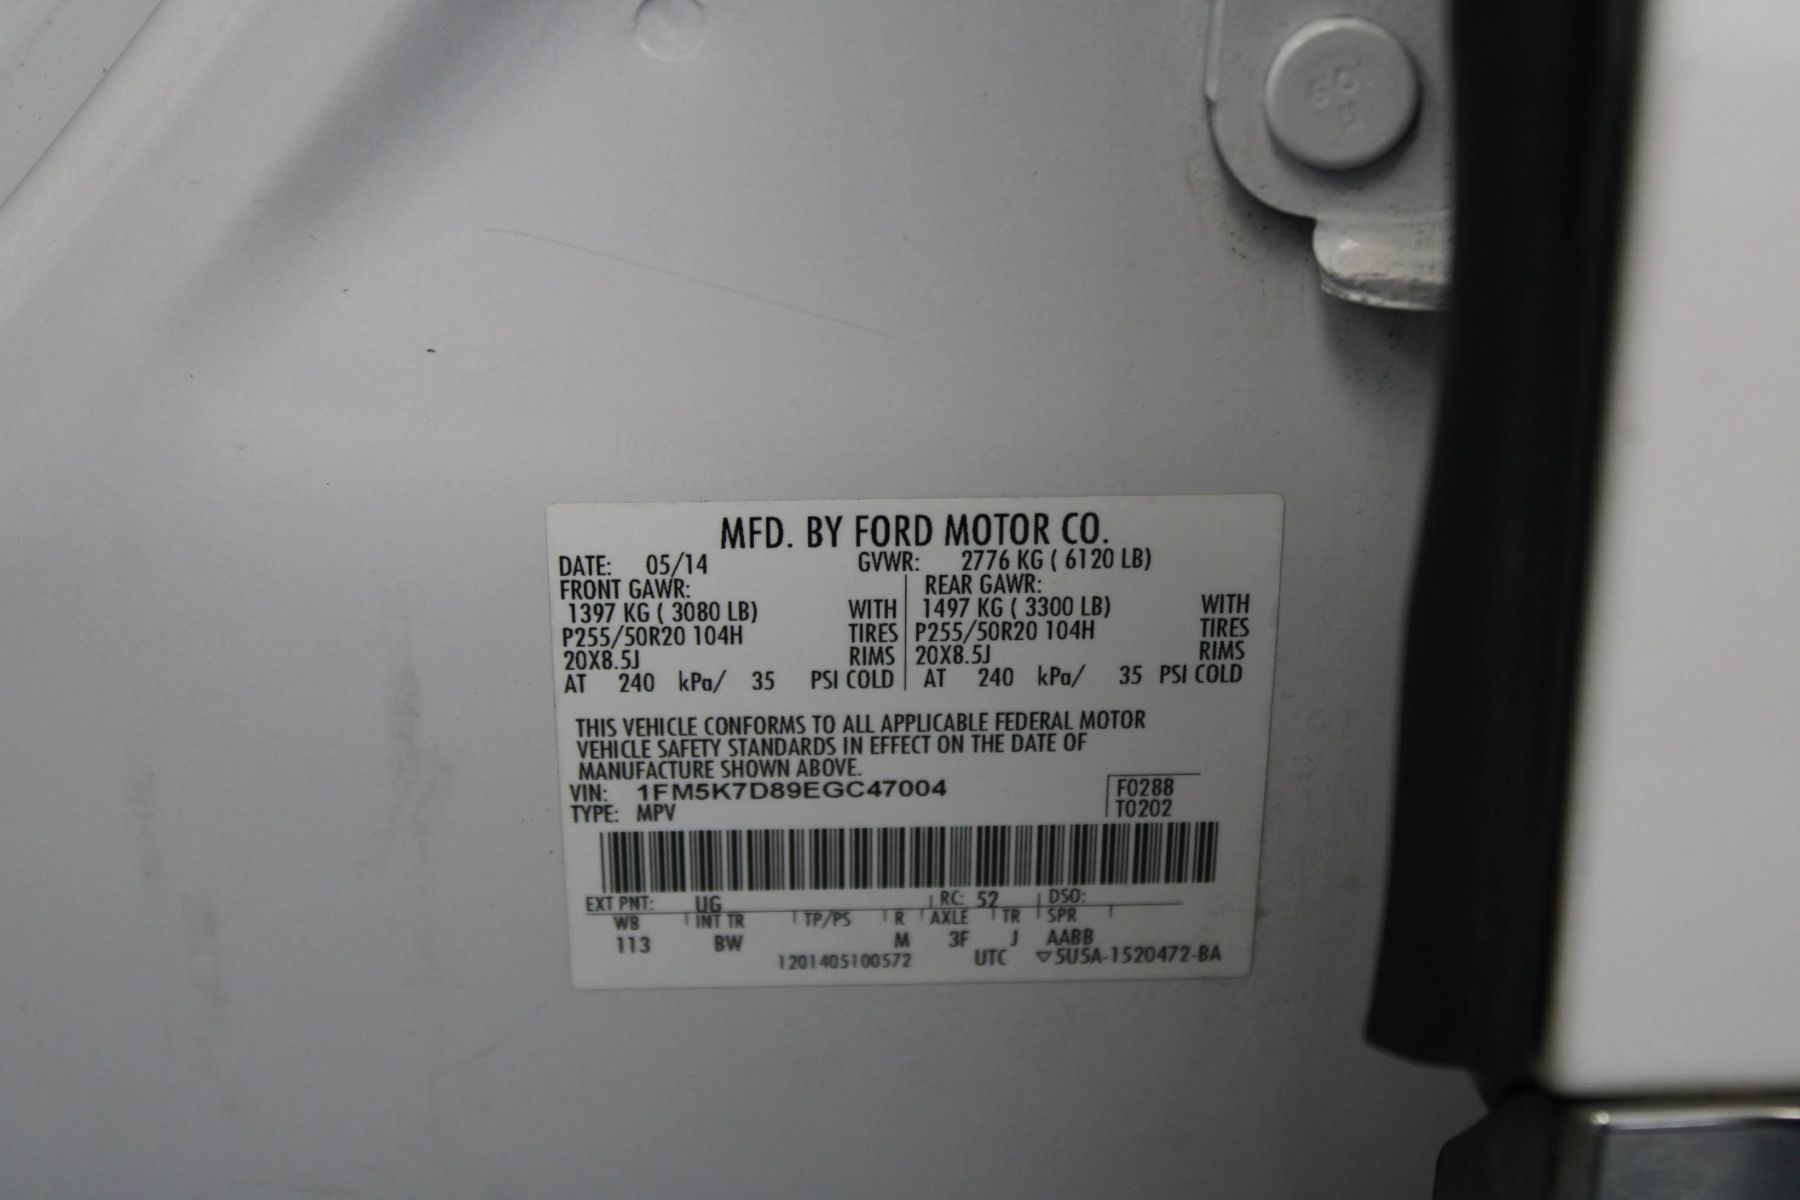 MFD. BY FORD MOTOR CO.
DATE: 05/14 GVWR: 2776 KG ( 6120 LB)
FRONT GAWR: REAR GAWR:
1397 KG ( 3080 LB) WITH 1497 KG ( 3300 LB) WITH
P255/50R20 104H TIRES P255/50R20 104H TIRES
20X8.5J RIMS 20X8.5J RIMS
AT 240 kPa/ 35 PSI COLD AT 240 kPa/ 35 PSI COLD
THIS VEHICLE CONFORMS TO ALL APPLICABLE FEDERAL MOTOR
VEHICLE SAFETY STANDARDS IN EFFECT ON THE DATE OF
MANUFACTURE SHOWN ABOVE.
VIN: 1FM5K7D89EGC47004 F0288
TYPE: MPV T0202
EXT PNT: UG RC: 52 DSO:
WB INT TR TP/PS R AXLE TR SPR
113 BW M 3F J AABB
1201405100572 UTC ▽5U5A-1520472-BA